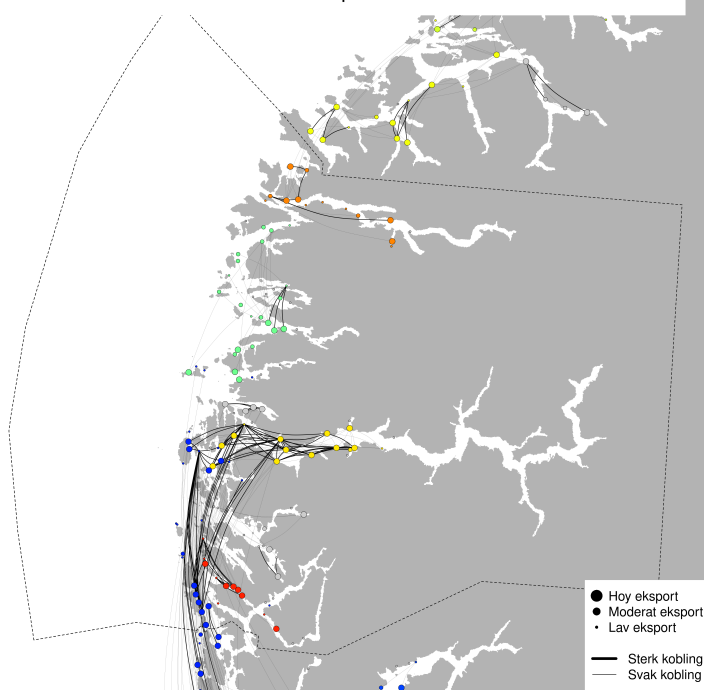 Hoy eksport
Moderat eksport
Lav eksport
Sterk kobling
Svak kobling